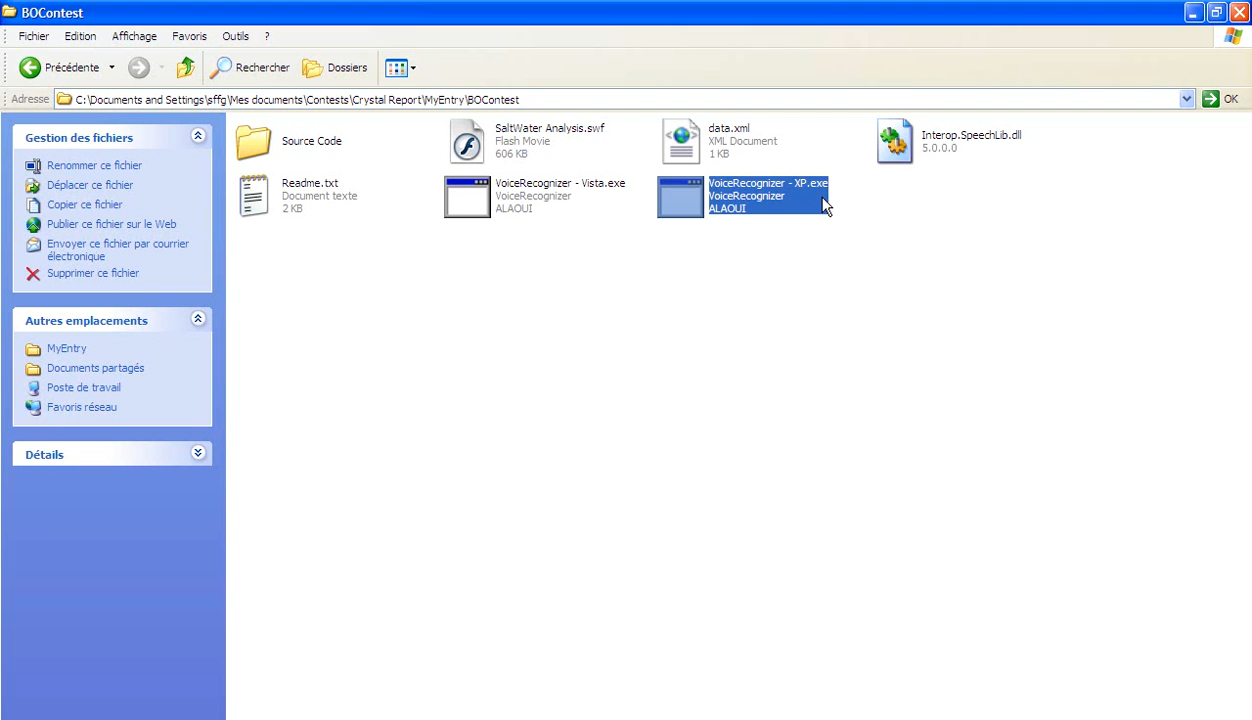 BOContest
Fichier Edition Affichage Favoris Outils ?
Précédente Rechercher Dossiers
Adresse C:\Documents and Settings\sffg\Mes documents\Contests\Crystal Report\MyEntry\BOContest OK
Gestion des fichiers
Renommer ce fichier
Déplacer ce fichier
Copier ce fichier
Publier ce fichier sur le Web
Envoyer ce fichier par courrier
électronique
Supprimer ce fichier
Autres emplacements
MyEntry
Documents partagés
Poste de travail
Favoris réseau
Détails
Source Code
SaltWater Analysis.swf
Flash Movie
606 KB
data.xml
XML Document
1 KB
Interop.SpeechLib.dll
5.0.0.0
Readme.txt
Document texte
2 KB
VoiceRecognizer - Vista.exe
VoiceRecognizer
ALAOUI
VoiceRecognizer - XP.exe
VoiceRecognizer
ALAOUI